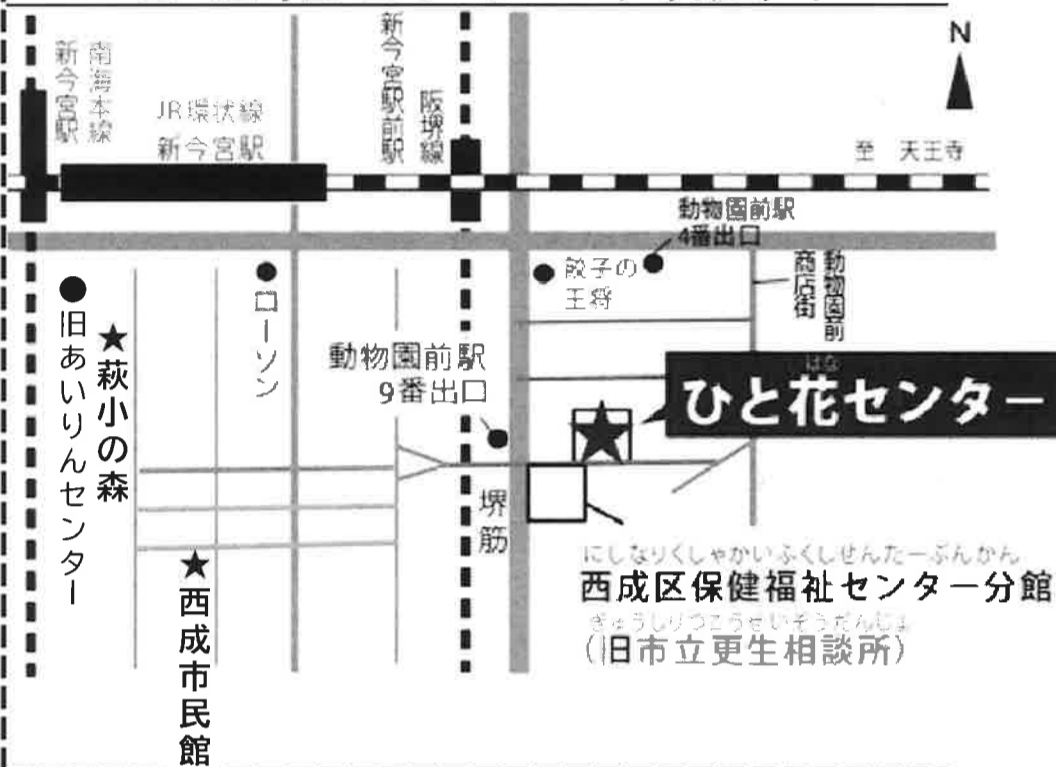 N
南海本線
新今宮駅
JR環状線
新今宮駅
阪堺線
新今宮駅前駅
至 天王寺
動物園前駅
4番出口
餃子の
王将
動物園前
商店街
ローソン
●旧あいりんセンター
★萩小の森
動物園前駅
9番出口
はな
ひと花センター
堺筋
★西成市民館
にしなりくしゃかいふくしせんたーぶんかん
西成区保健福祉センター分館
きゅうしりつこうせいそうだんじょ
(旧市立更生相談所)